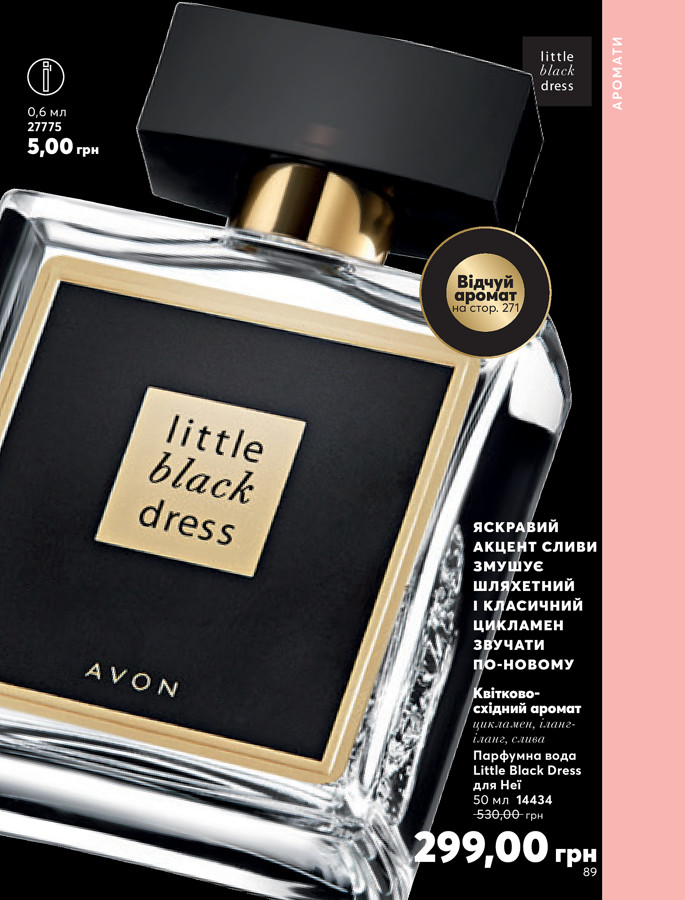 0,6 мл
27775
5,00 грн
little
black
dress
АРОМАТИ
Відчуй
аромат
на стор. 271
little
black
dress
AVON
ЯСКРАВИЙ
АКЦЕНТ СЛИВИ
ЗМУШУЄ
ШЛЯХЕТНИЙ
І КЛАСИЧНИЙ
ЦИКЛАМЕН
ЗВУЧАТИ
ПО-НОВОМУ
Квітково-
східний аромат
цикламен, іланг-
іланг, слива
Парфумна вода
Little Black Dress
для Неї
50 мл 14434
530,00 грн
299,00 грн
89